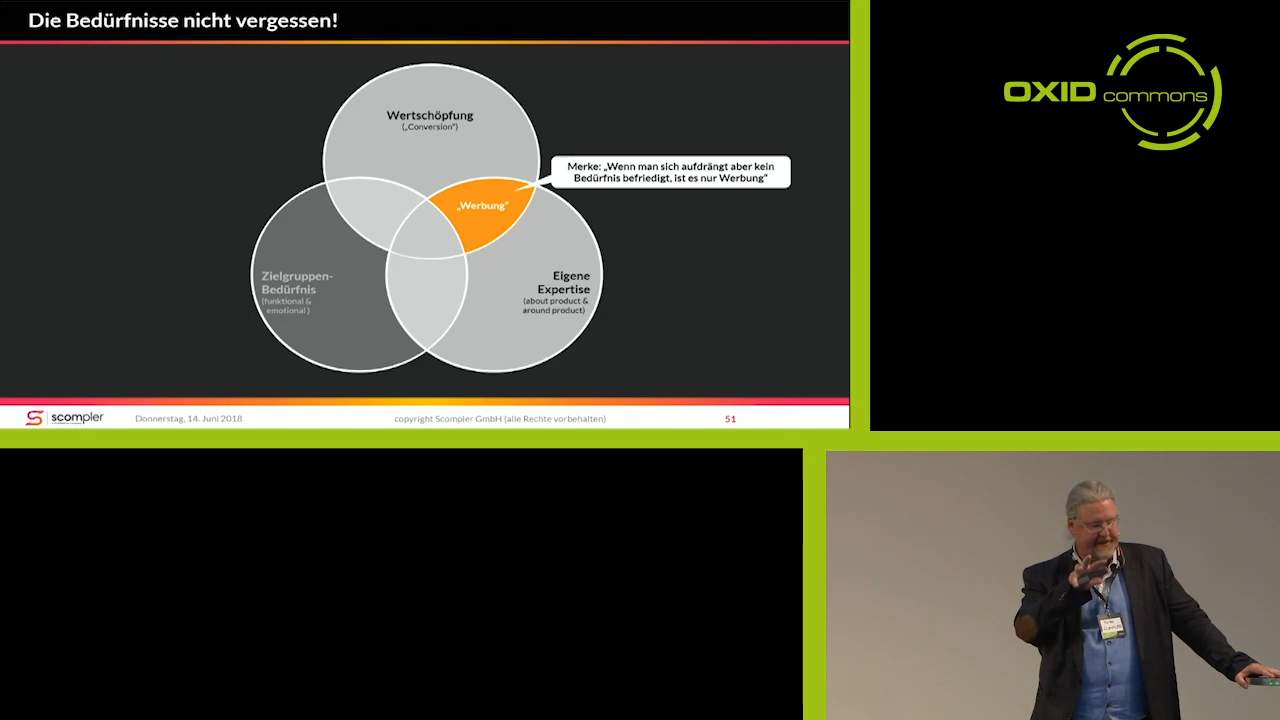 Die Bedürfnisse nicht vergessen!
OXID commons
Wertschöpfung
(„Conversion“)
Merke: „Wenn man sich aufdrängt aber kein
Bedürfnis befriedigt, ist es nur Werbung“
„Werbung“
Zielgruppen-
Bedürfnis
(funktional &
emotional )
Eigene
Expertise
(about product &
around product)
scompler
Donnerstag, 14. Juni 2018
copyright Scompler GmbH (alle Rechte vorbehalten)
51